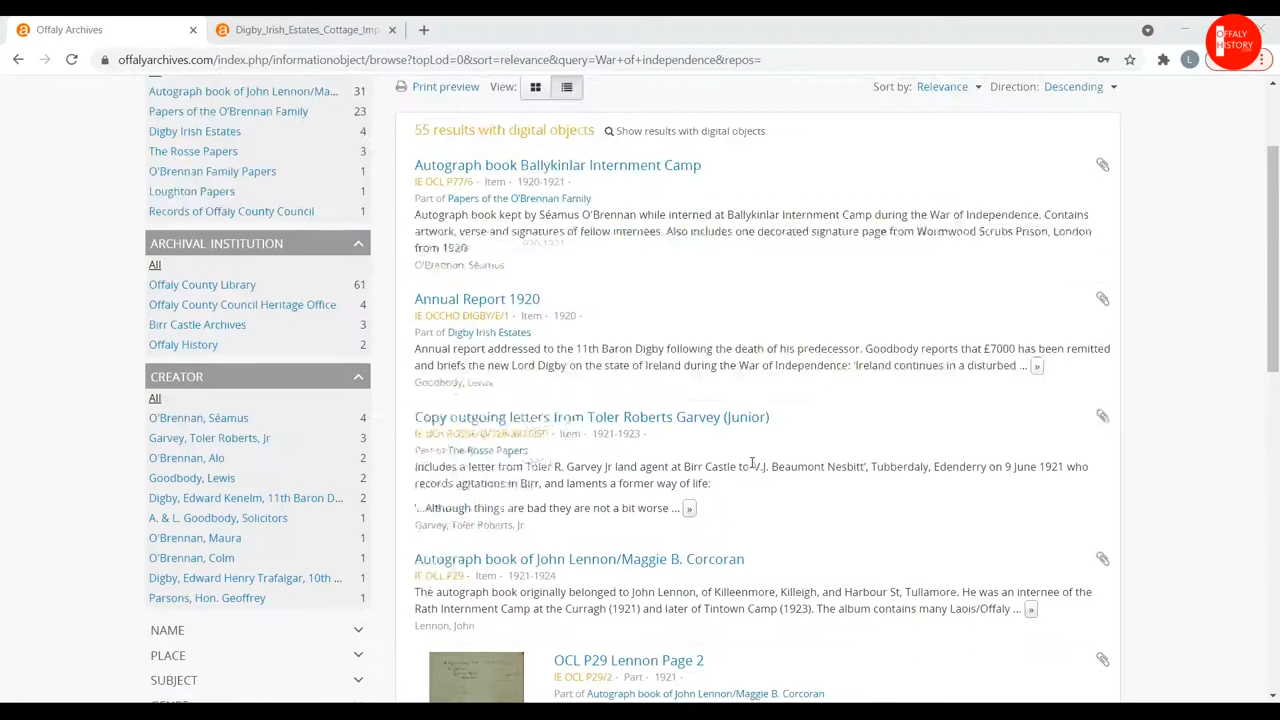 Offaly Archives
Digby_Irish_Estates_Cottage_Imp
OFFALY
HISTORY
offalyarchives.com/index.php/informationobject/browse?topLod=0&sort=relevance&query=War+of+independence&repos=
L
Autograph book of John Lennon/Ma... 31
Papers of the O'Brennan Family 23
Digby Irish Estates 4
The Rosse Papers 3
O'Brennan Family Papers 1
Loughton Papers 1
Records of Offaly County Council 1
ARCHIVAL INSTITUTION
All
Offaly County Library 61
Offaly County Council Heritage Office 4
Birr Castle Archives 3
Offaly History 2
CREATOR
All
O'Brennan, Séamus 4
Garvey, Toler Roberts, Jr 3
O'Brennan, Alo 2
Goodbody, Lewis 2
Digby, Edward Kenelm, 11th Baron D... 2
A. & L. Goodbody, Solicitors 1
O'Brennan, Maura 1
O'Brennan, Colm 1
Digby, Edward Henry Trafalgar, 10th ... 1
Parsons, Hon. Geoffrey 1
NAME
PLACE
SUBJECT
Print preview View:
Sort by: Relevance Direction: Descending
55 results with digital objects Show results with digital objects
Autograph book Ballykinlar Internment Camp
IE OCL P77/6 · Item · 1920-1921 ·
Part of Papers of the O'Brennan Family
Autograph book kept by Séamus O'Brennan while interned at Ballykinlar Internment Camp during the War of Independence. Contains
artwork, verse and signatures of fellow internees. Also includes one decorated signature page from Wormwood Scrubs Prison, London
from 1920
O'Brennan, Séamus
Annual Report 1920
IE OCCHO DIGBY/E/1 · Item · 1920 ·
Part of Digby Irish Estates
Annual report addressed to the 11th Baron Digby following the death of his predecessor. Goodbody reports that £7000 has been remitted
and briefs the new Lord Digby on the state of Ireland during the War of Independence: 'Ireland continues in a disturbed ... »
Goodbody, Lewis
Copy outgoing letters from Toler Roberts Garvey (Junior)
Item · 1921-1923 ·
Part of The Rosse Papers
Includes a letter from Toler R. Garvey Jr land agent at Birr Castle to 'V.J. Beaumont Nesbitt', Tubberdaly, Edenderry on 9 June 1921 who
records agitations in Birr, and laments a former way of life:
'...Although things are bad they are not a bit worse ... »
Garvey, Toler Roberts, Jr
Autograph book of John Lennon/Maggie B. Corcoran
IE OCL P29 · Item · 1921-1924 ·
The autograph book originally belonged to John Lennon, of Killeenmore, Killeigh, and Harbour St, Tullamore. He was an internee of the
Rath Internment Camp at the Curragh (1921) and later of Tintown Camp (1923). The album contains many Laois/Offaly ... »
Lennon, John
OCL P29 Lennon Page 2
IE OCL P29/2 · Part · 1921 ·
Part of Autograph book of John Lennon/Maggie B. Corcoran